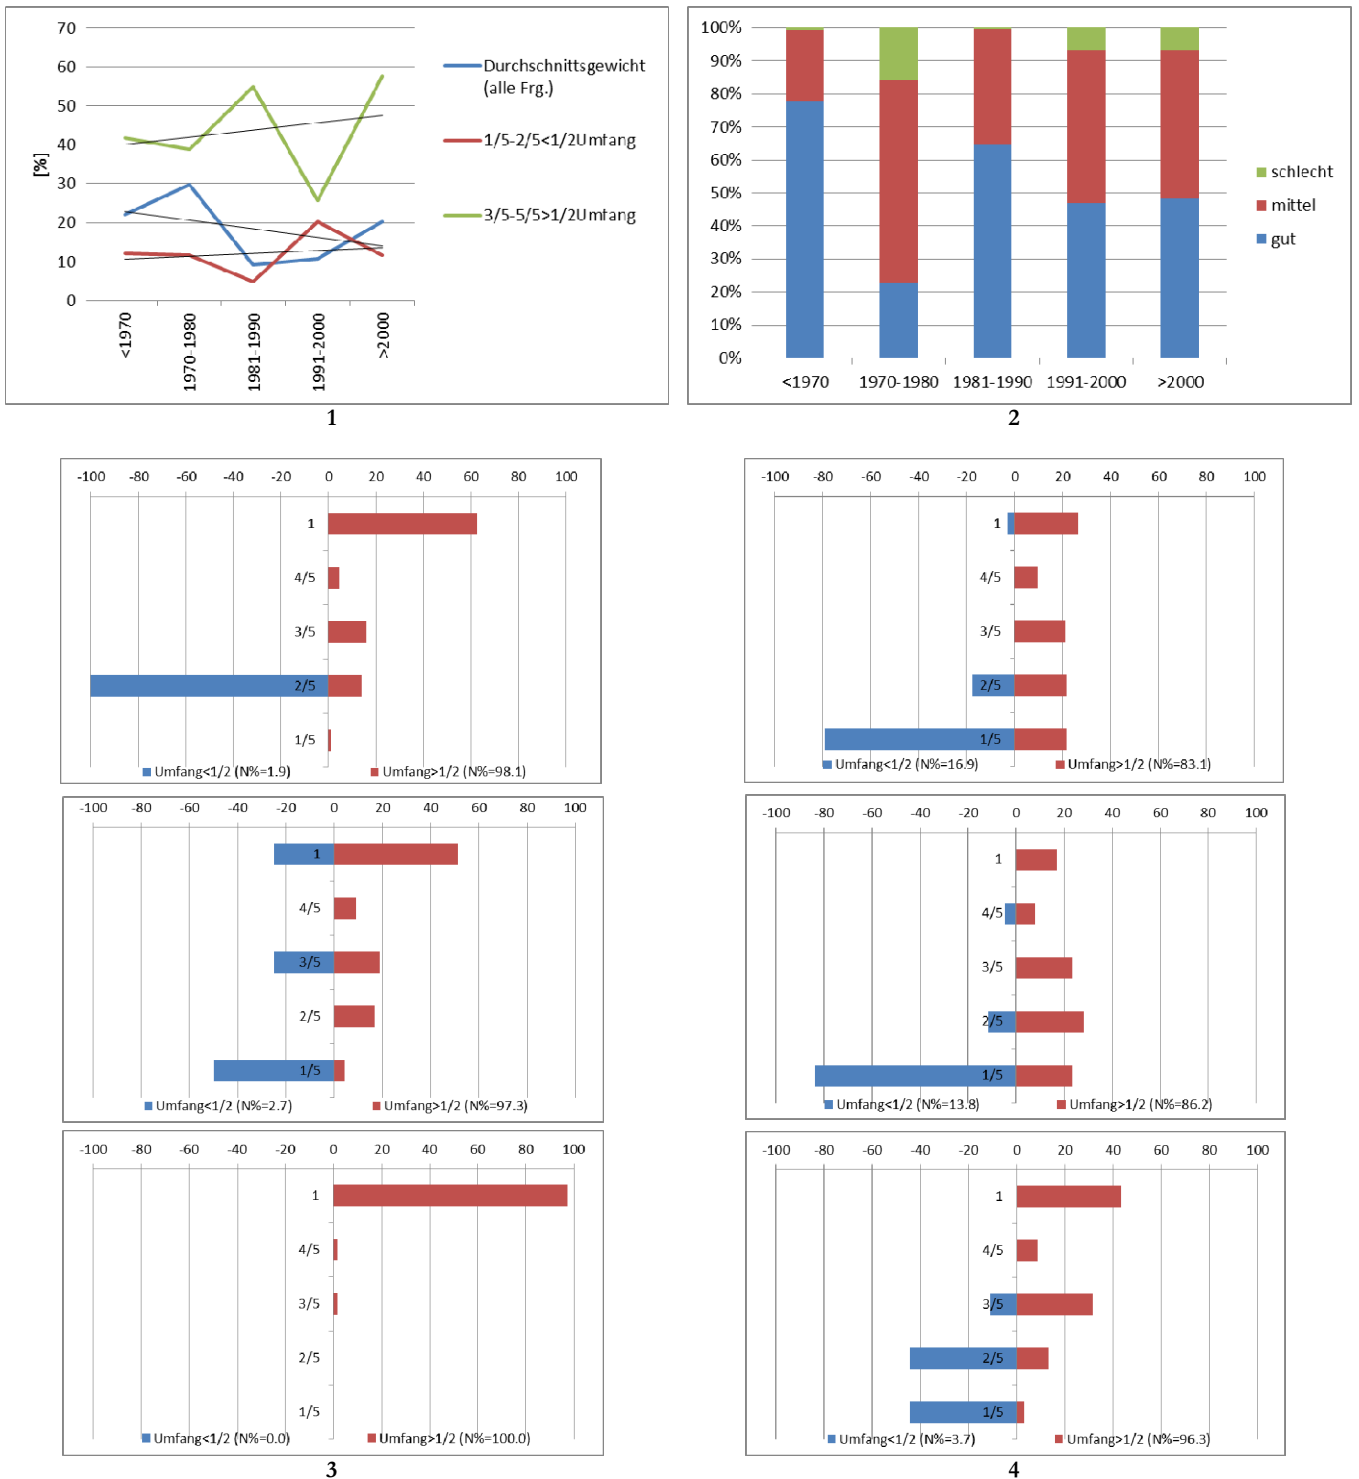 70
60
50
40
30
20
10
0
[%]
<1970
1970-1980
1981-1990
1991-2000
>2000
Durchschnittsgewicht
(alle Frg.)
1/5-2/5<1/2Umfang
3/5-5/5>1/2Umfang
1
100%
90%
80%
70%
60%
50%
40%
30%
20%
10%
0%
<1970 1970-1980 1981-1990 1991-2000 >2000
schlecht
mittel
gut
2
-100 -80 -60 -40 -20 0 20 40 60 80 100
1
4/5
3/5
2/5
1/5
Umfang<1/2 (N%=1.9) Umfang>1/2 (N%=98.1)
-100 -80 -60 -40 -20 0 20 40 60 80 100
1
4/5
3/5
2/5
1/5
Umfang<1/2 (N%=2.7) Umfang>1/2 (N%=97.3)
-100 -80 -60 -40 -20 0 20 40 60 80 100
1
4/5
3/5
2/5
1/5
Umfang<1/2 (N%=0.0) Umfang>1/2 (N%=100.0)
3
-100 -80 -60 -40 -20 0 20 40 60 80 100
1
4/5
3/5
2/5
1/5
Umfang<1/2 (N%=16.9) Umfang>1/2 (N%=83.1)
-100 -80 -60 -40 -20 0 20 40 60 80 100
1
4/5
3/5
2/5
1/5
Umfang<1/2 (N%=13.8) Umfang>1/2 (N%=86.2)
-100 -80 -60 -40 -20 0 20 40 60 80 100
1
4/5
3/5
2/5
1/5
Umfang<1/2 (N%=3.7) Umfang>1/2 (N%=96.3)
4